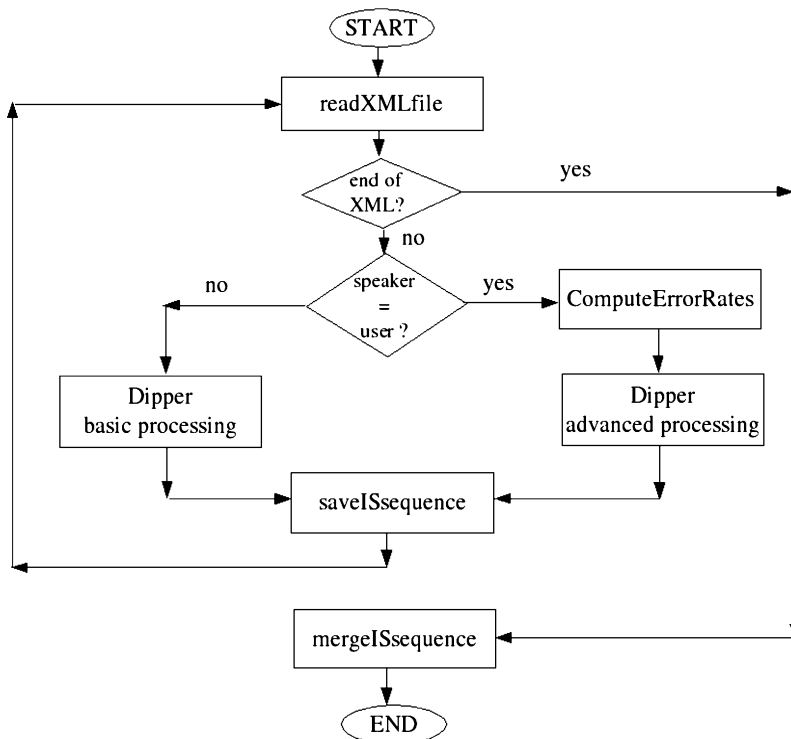 START
readXMLfile
end of
XML?
yes
no
speaker
=
user ?
no
yes
ComputeErrorRates
Dipper
basic processing
Dipper
advanced processing
saveISsequence
mergeISsequence
END